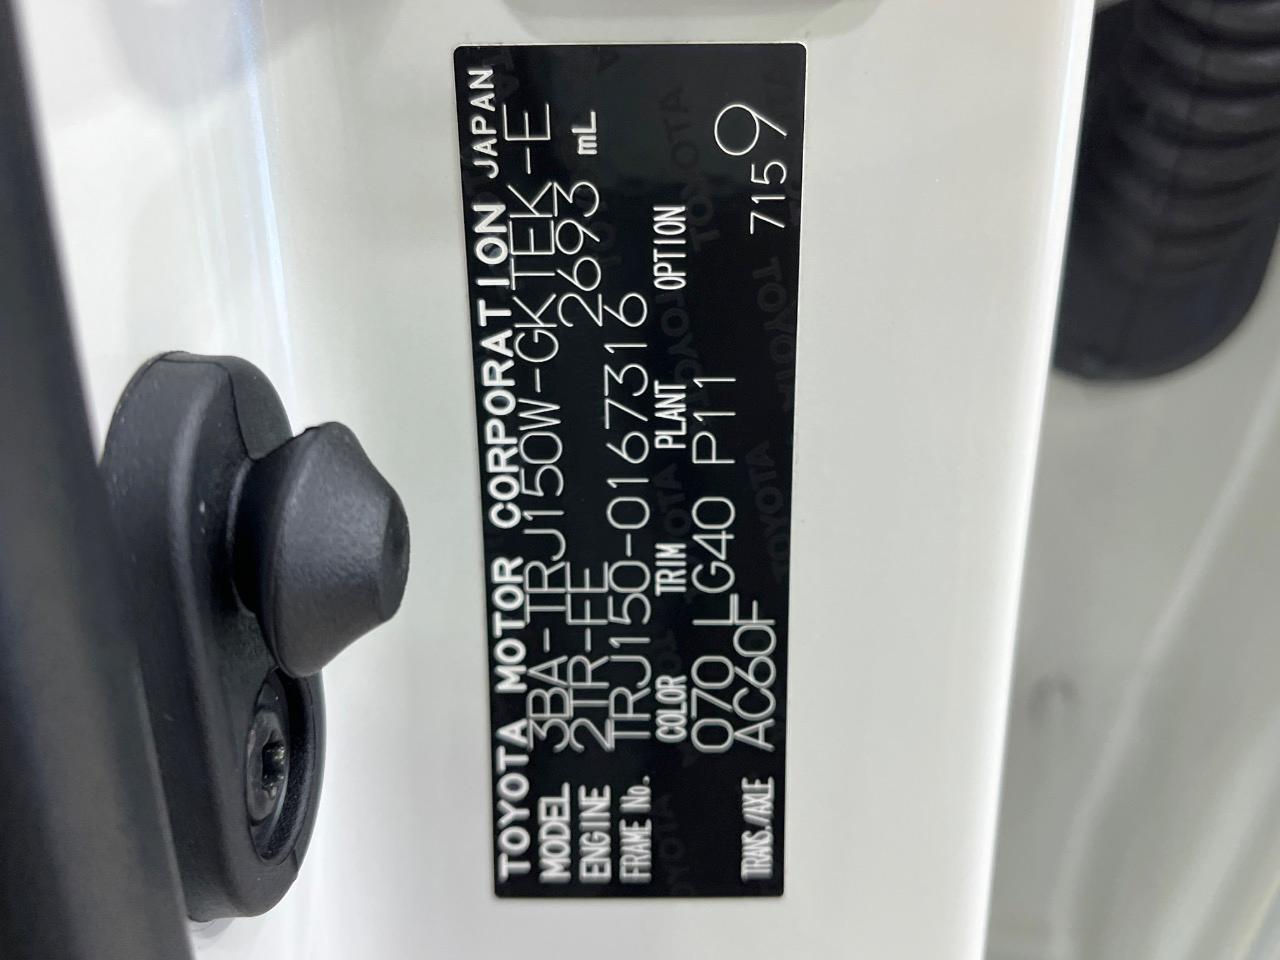 TOYOTA MOTOR CORPORATION JAPAN
MODEL 3BA-TRJ150W-GKTEK-E
ENGINE 2TR-FE 2693 mL
FRAME No. TRJ150-0167316
COLOR TRIM PLANT OPTION
070 LG40 P11
TRANS./AXLE AC60F 7159